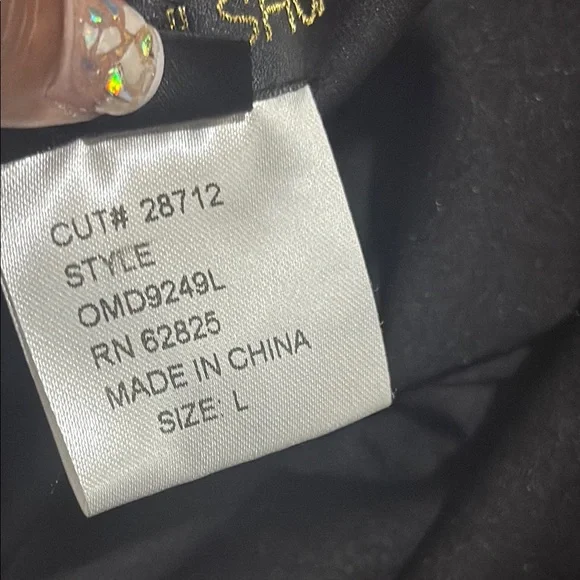 CUT# 28712
STYLE
OMD9249L
RN 62825
MADE IN CHINA
SIZE: L